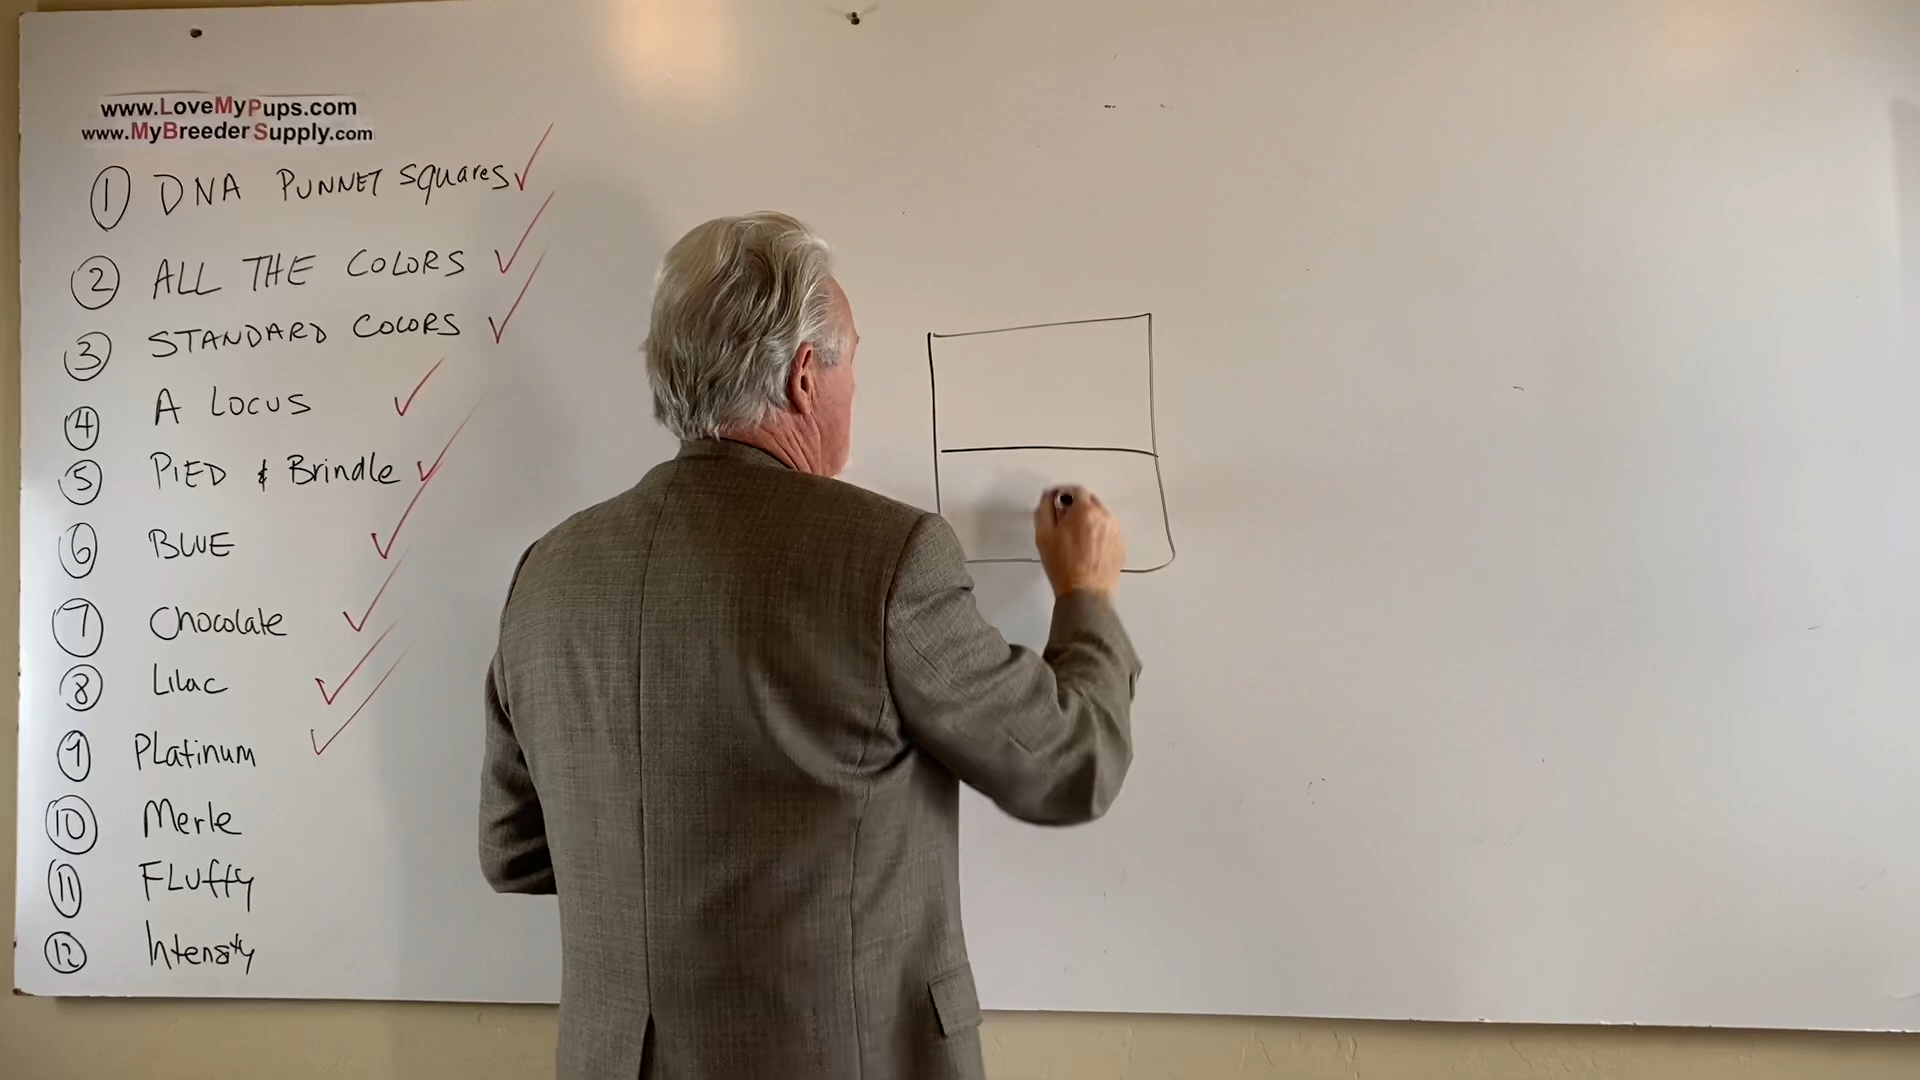 www.LoveMyPups.com
www.MyBreederSupply.com
1 DNA PUNNET SquareS
2 ALL THE COLORS
3 STANDARD COLORS
4 A LOCUS
5 PIED & Brindle
6 BLUE
7 Chocolate
8 Lilac
9 PLatinum
10 Merle
11 FLuffy
12 Intensity